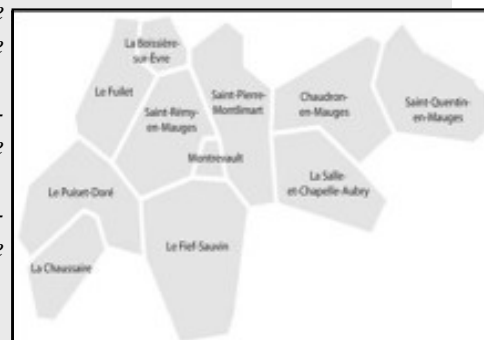 e
e
-
e
-
e
La Boissière-
sur-Èvre
Le Fuilet
Saint-Rémy-
en-Mauges
Saint-Pierre-
Montlimart
Chaudron-
en-Mauges
Saint-Quentin-
en-Mauges
Montrevault
La Salle-
et-Chapelle-Aubry
Le Puiset-Doré
Le Fief-Sauvin
La Chaussaire